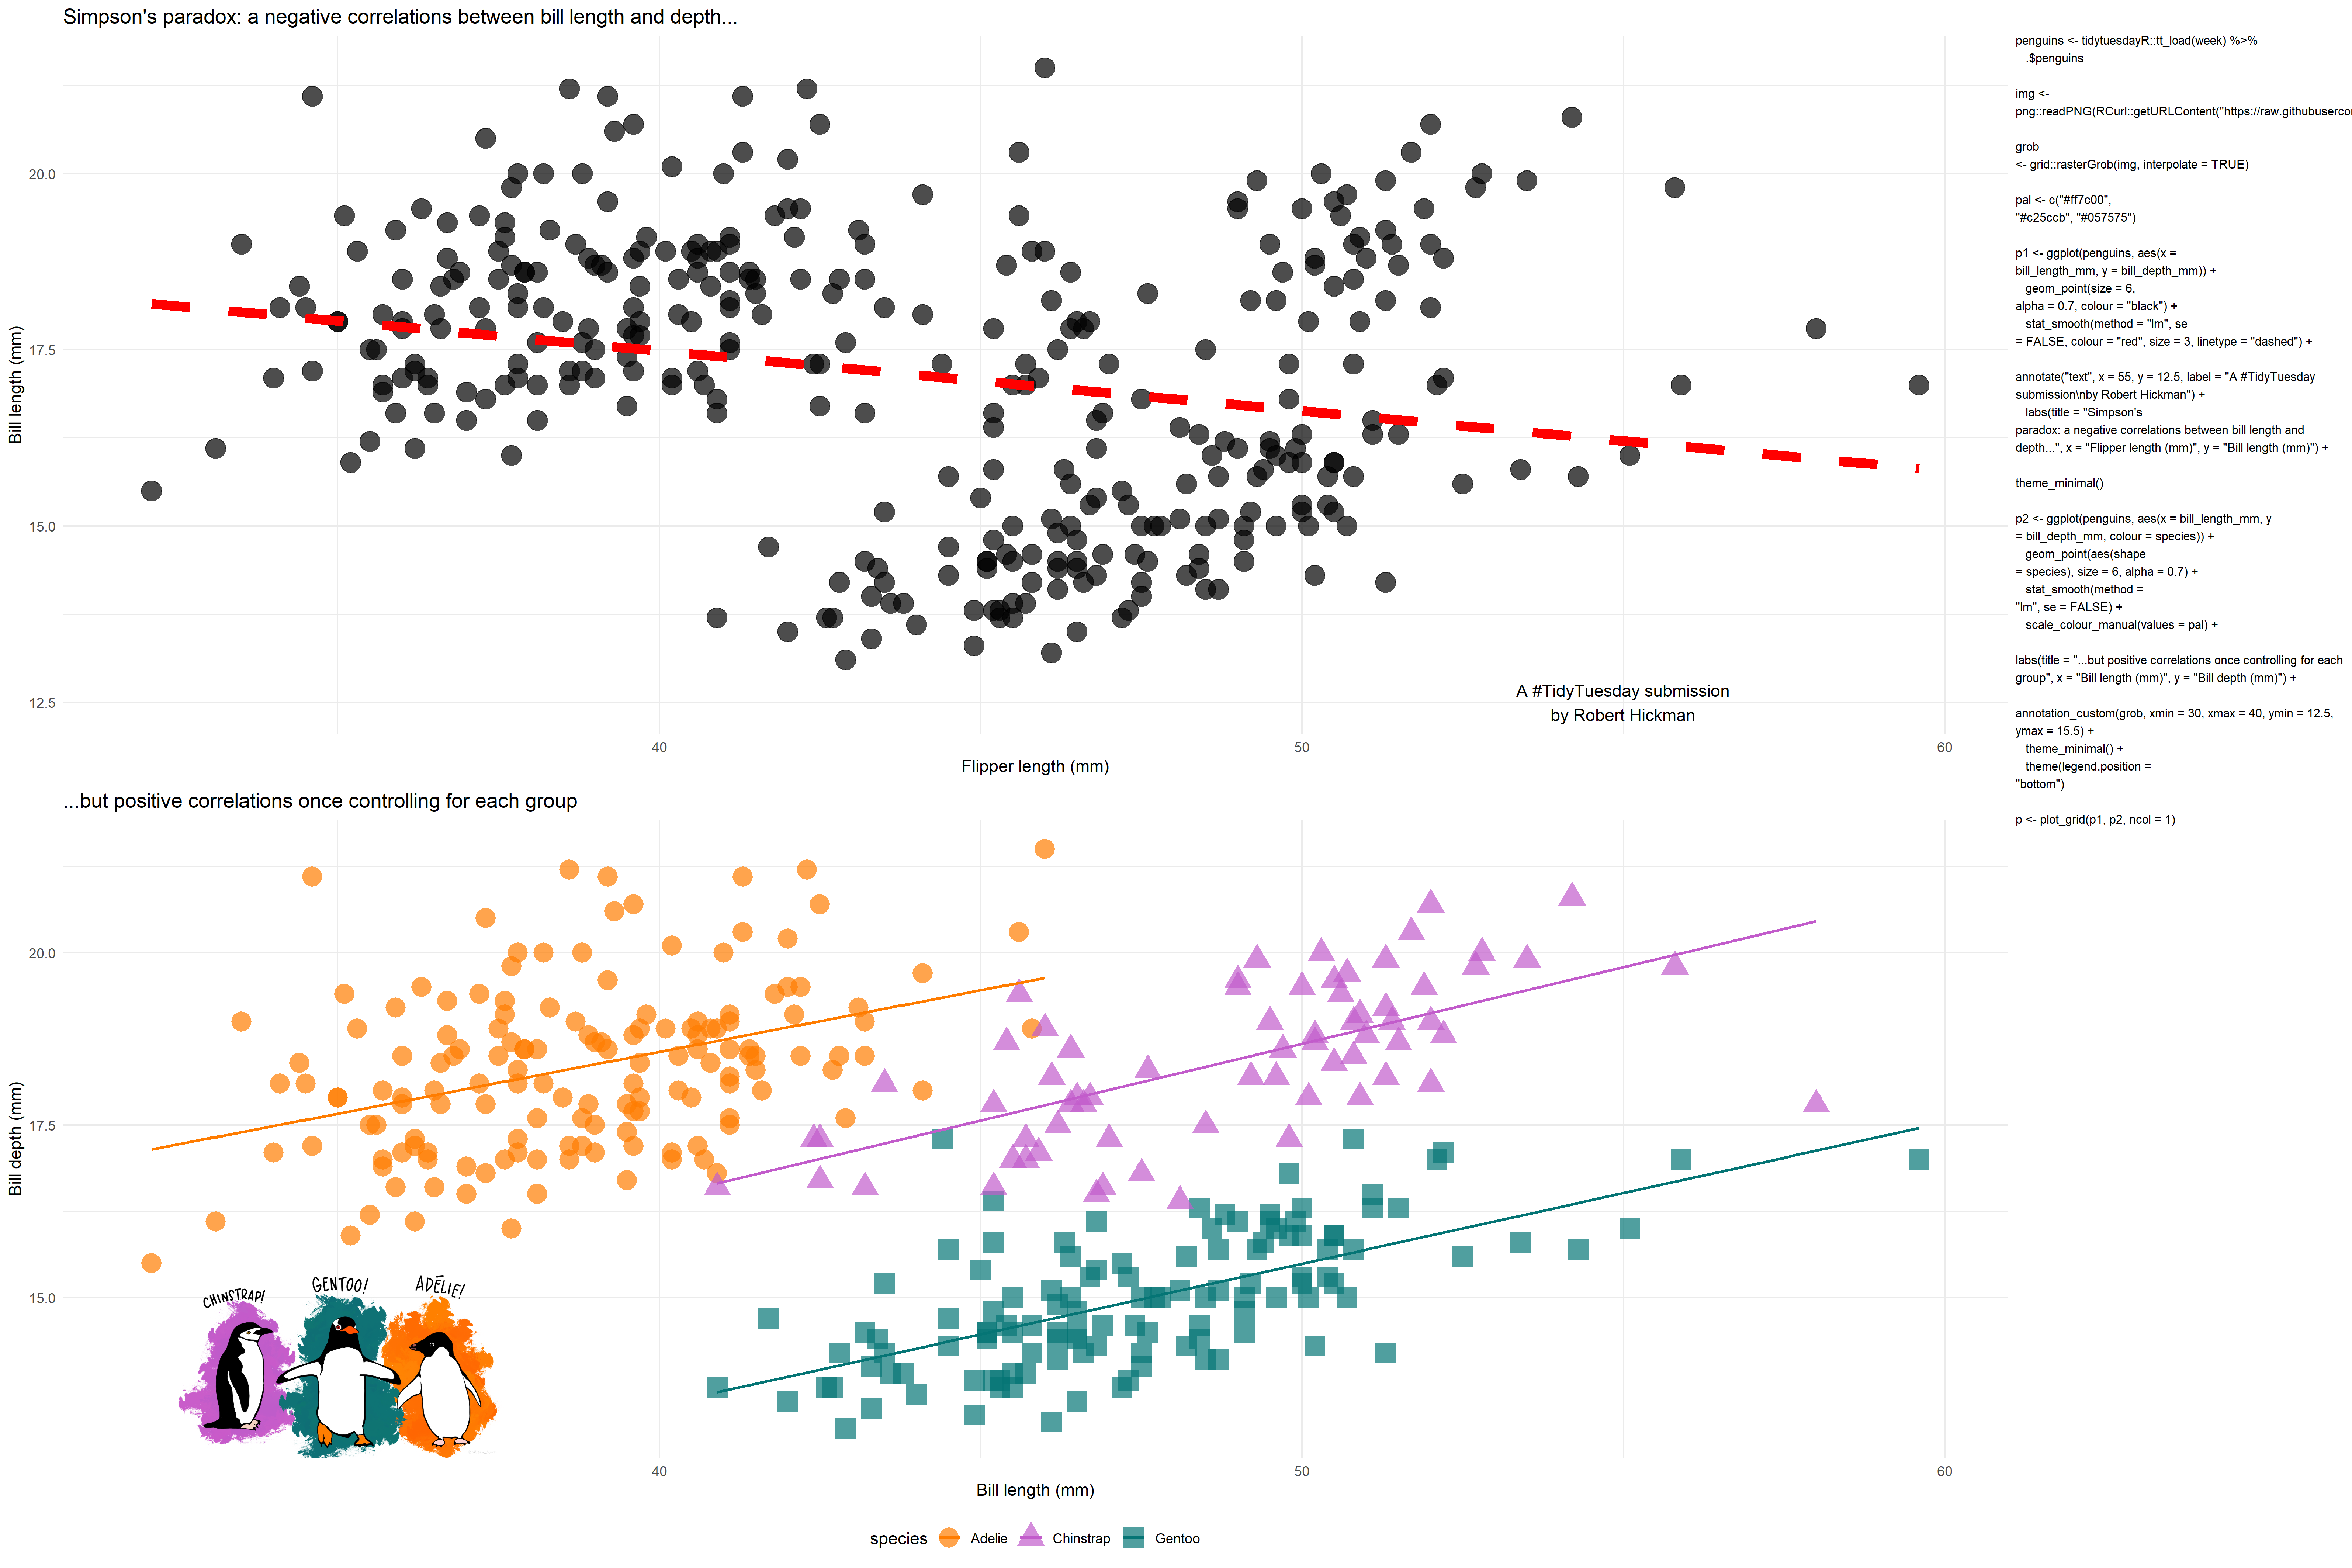 Simpson's paradox: a negative correlations between bill length and depth...
20.0
17.5
15.0
12.5
Bill length (mm)
A #TidyTuesday submission
by Robert Hickman
40
50
60
Flipper length (mm)
...but positive correlations once controlling for each group
20.0
17.5
15.0
Bill depth (mm)
CHINSTRAP!
GENTOO!
ADÉLIE!
40
50
60
Bill length (mm)
species
Adelie
Chinstrap
Gentoo
penguins <- tidytuesdayR::tt_load(week) %>%
.$penguins
img <-
png::readPNG(RCurl::getURLContent("https://raw.githubuserco
grob
<- grid::rasterGrob(img, interpolate = TRUE)
pal <- c("#ff7c00",
"#c25ccb", "#057575")
p1 <- ggplot(penguins, aes(x =
bill_length_mm, y = bill_depth_mm)) +
geom_point(size = 6,
alpha = 0.7, colour = "black") +
stat_smooth(method = "lm", se
= FALSE, colour = "red", size = 3, linetype = "dashed") +
annotate("text", x = 55, y = 12.5, label = "A #TidyTuesday
submission\nby Robert Hickman") +
labs(title = "Simpson's
paradox: a negative correlations between bill length and
depth...", x = "Flipper length (mm)", y = "Bill length (mm)") +
theme_minimal()
p2 <- ggplot(penguins, aes(x = bill_length_mm, y
= bill_depth_mm, colour = species)) +
geom_point(aes(shape
= species), size = 6, alpha = 0.7) +
stat_smooth(method =
"lm", se = FALSE) +
scale_colour_manual(values = pal) +
labs(title = "...but positive correlations once controlling for each
group", x = "Bill length (mm)", y = "Bill depth (mm)") +
annotation_custom(grob, xmin = 30, xmax = 40, ymin = 12.5,
ymax = 15.5) +
theme_minimal() +
theme(legend.position =
"bottom")
p <- plot_grid(p1, p2, ncol = 1)